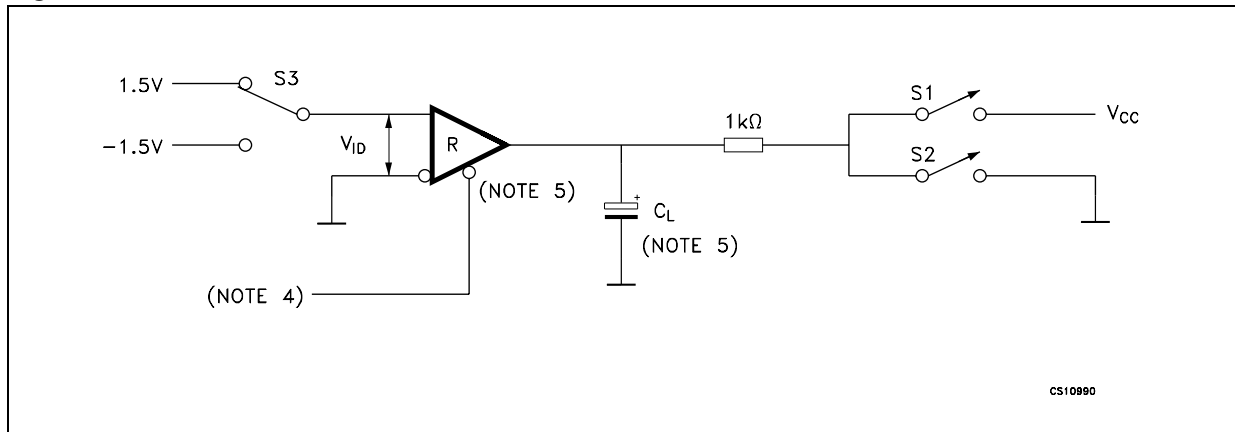 1.5V
S3
-1.5V
VID
R
(NOTE 5)
(NOTE 4)
CL
(NOTE 5)
1kΩ
S1
S2
VCC
CS10990